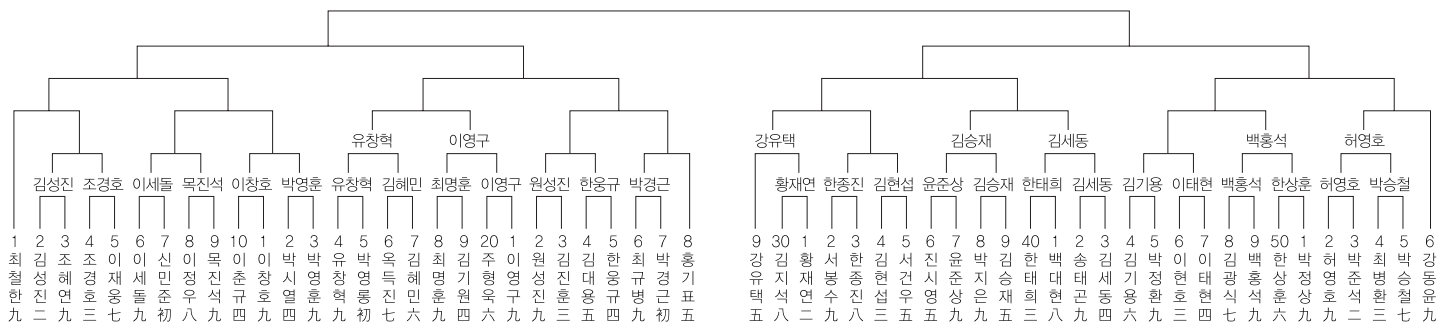 유창혁 이영구 강유택 김승재 김세동 백홍석 허영호
김성진 조경호 이세돌 목진석 이창호 박영훈 유창혁 김혜민 최명훈 이영구 원성진 한웅규 박경근 황재연 한종진 김현섭 윤준상 김승재 한태희 김세동 김기용 이태현 백홍석 한상훈 허영호 박승철
1 최철한 九
2 김성진 二
3 조혜연 九
4 조경호 三
5 이재웅 七
6 이세돌 九
7 신민준 初
8 이정우 八
9 목진석 九
10 이춘규 四
1 이창호 九
2 박시열 四
3 박영훈 九
4 유창혁 九
5 박영롱 初
6 옥득진 七
7 김혜민 六
8 최명훈 九
9 김기원 四
20 주형욱 六
1 이영구 九
2 원성진 九
3 김진훈 三
4 김대용 五
5 한웅규 四
6 최규병 九
7 박경근 初
8 홍기표 五
9 강유택 五
30 김지석 八
1 황재연 二
2 서봉수 九
3 한종진 八
4 김현섭 三
5 서건우 五
6 진시영 五
7 윤준상 九
8 박지은 九
9 김승재 五
40 한태희 三
1 백대현 八
2 송태곤 九
3 김세동 四
4 김기용 六
5 박정환 九
6 이현호 三
7 이태현 四
8 김광식 七
9 백홍석 九
50 한상훈 六
1 박정상 九
2 허영호 九
3 박준석 二
4 최병환 三
5 박승철 七
6 강동윤 九